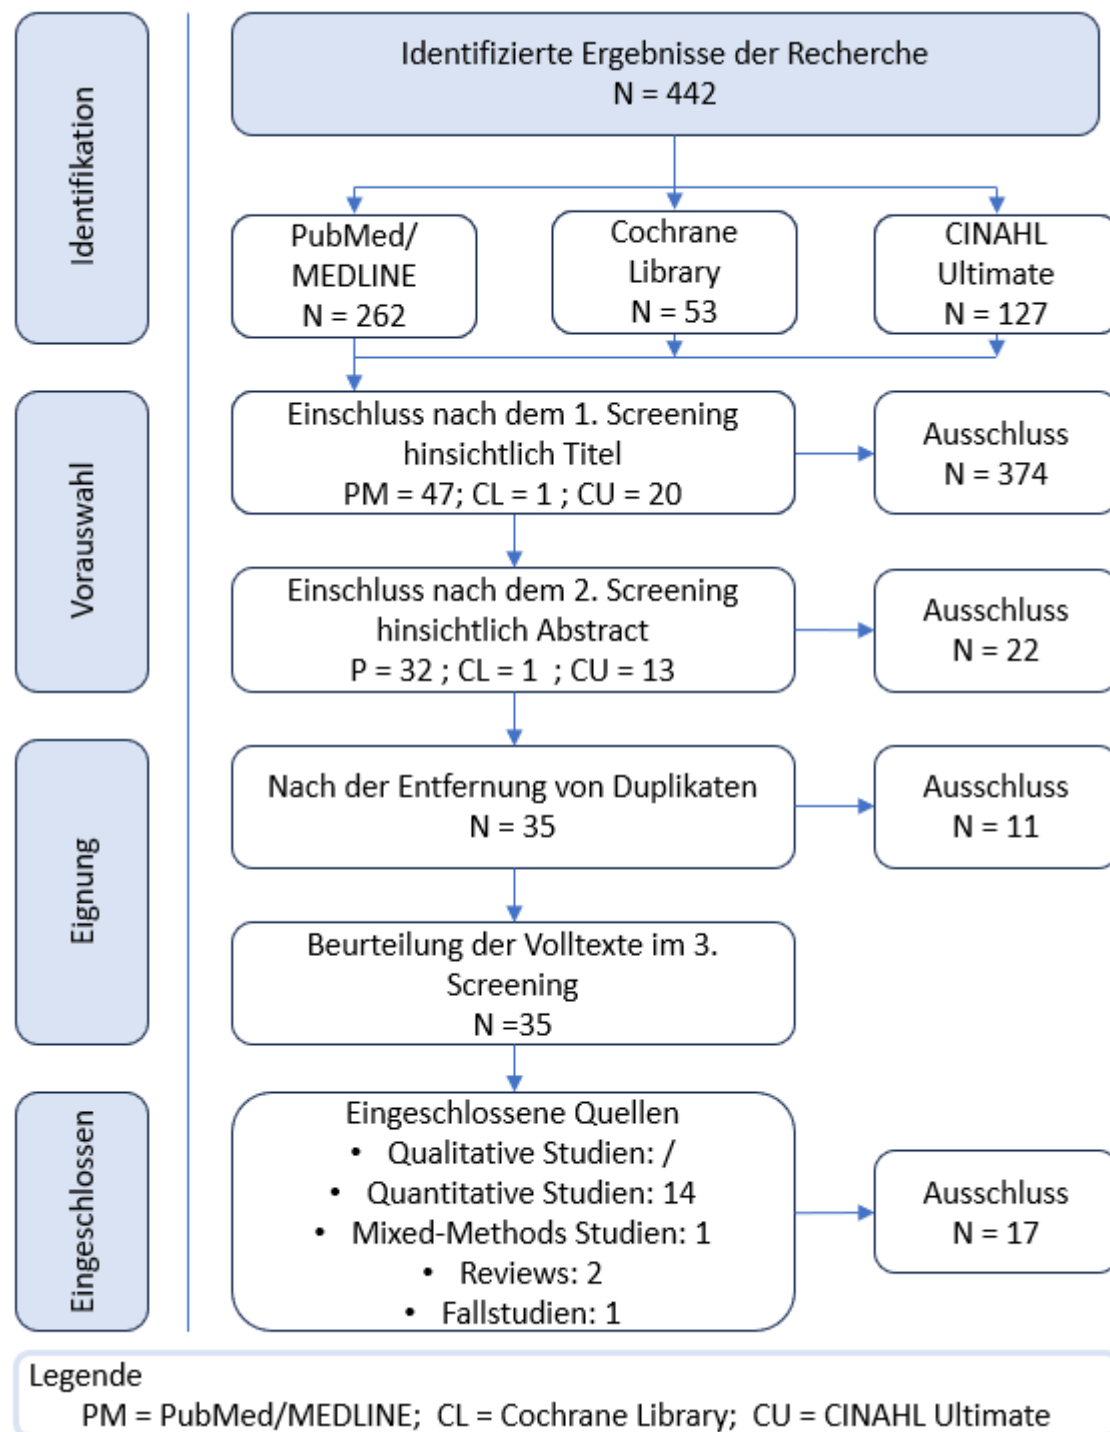 Identifikation
Identifizierte Ergebnisse der Recherche
N = 442
PubMed/
MEDLINE
N = 262
Cochrane
Library
N = 53
CINAHL
Ultimate
N = 127
Vorauswahl
Einschluss nach dem 1. Screening
hinsichtlich Titel
PM = 47; CL = 1 ; CU = 20
Ausschluss
N = 374
Einschluss nach dem 2. Screening
hinsichtlich Abstract
P = 32 ; CL = 1  ; CU = 13
Ausschluss
N = 22
Eignung
Nach der Entfernung von Duplikaten
N = 35
Ausschluss
N = 11
Beurteilung der Volltexte im 3.
Screening
N =35
Eingeschlossen
Eingeschlossene Quellen
• Qualitative Studien: /
• Quantitative Studien: 14
• Mixed-Methods Studien: 1
• Reviews: 2
• Fallstudien: 1
Ausschluss
N = 17
Legende
PM = PubMed/MEDLINE;  CL = Cochrane Library;  CU = CINAHL Ultimate